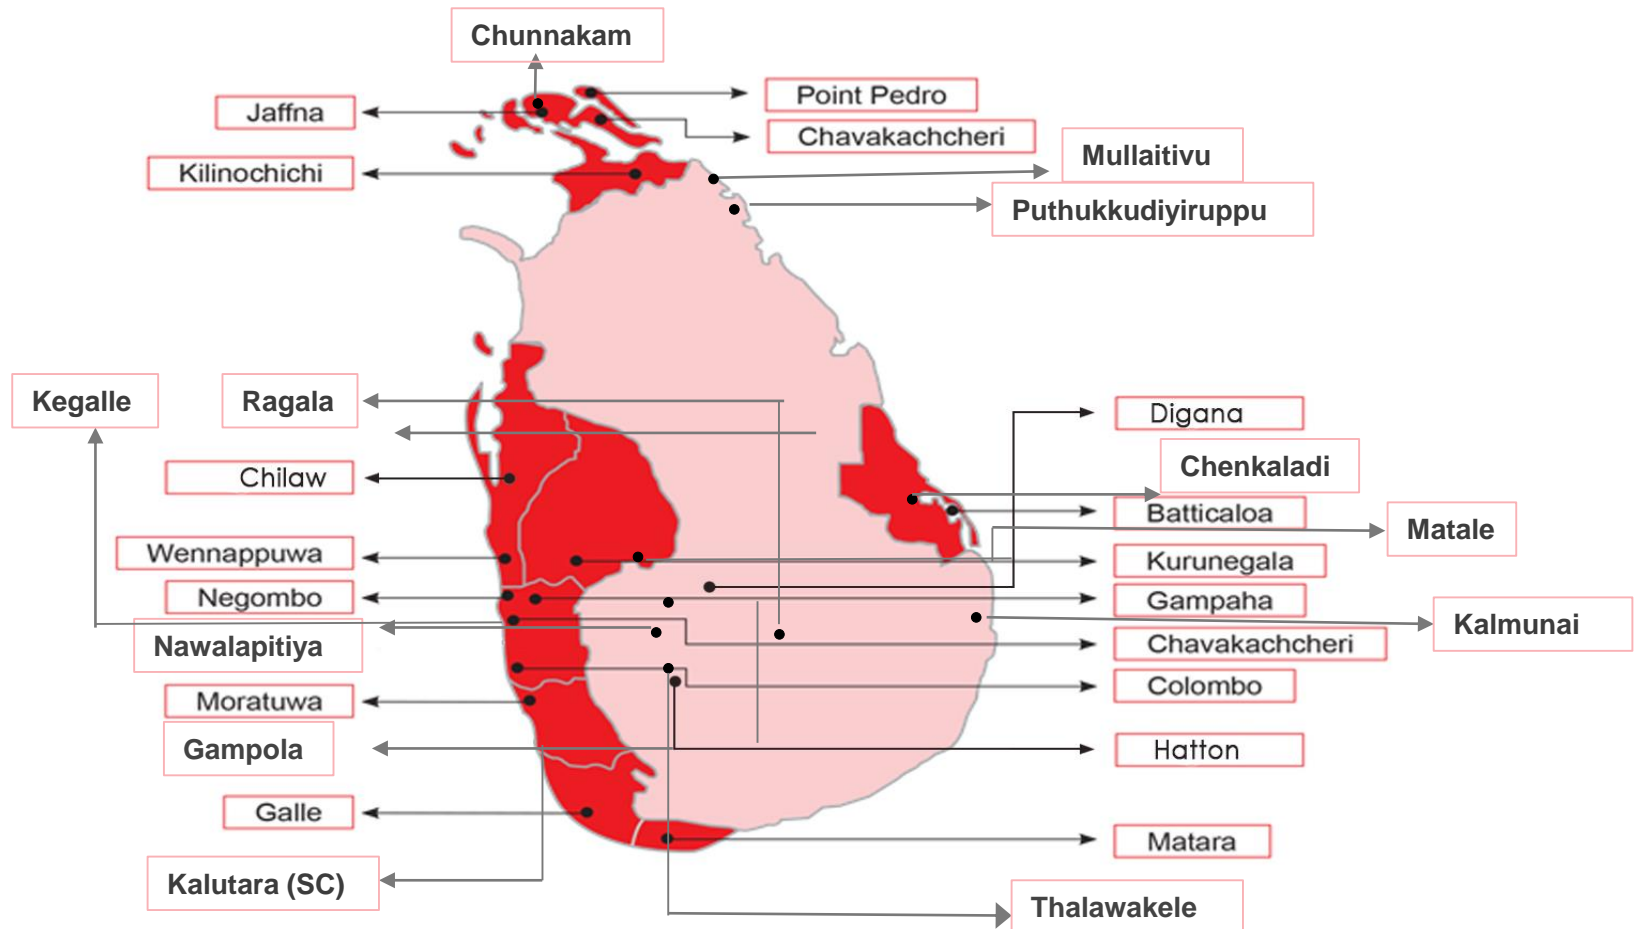 Chunnakam
Point Pedro
Jaffna
Chavakachcheri
Mullaitivu
Kilinochichi
Puthukkudiyiruppu
Kegalle
Ragala
Digana
Chenkaladi
Chilaw
Batticaloa
Matale
Wennappuwa
Kurunegala
Negombo
Gampaha
Kalmunai
Nawalapitiya
Chavakachcheri
Moratuwa
Colombo
Gampola
Hatton
Galle
Matara
Kalutara (SC)
Thalawakele